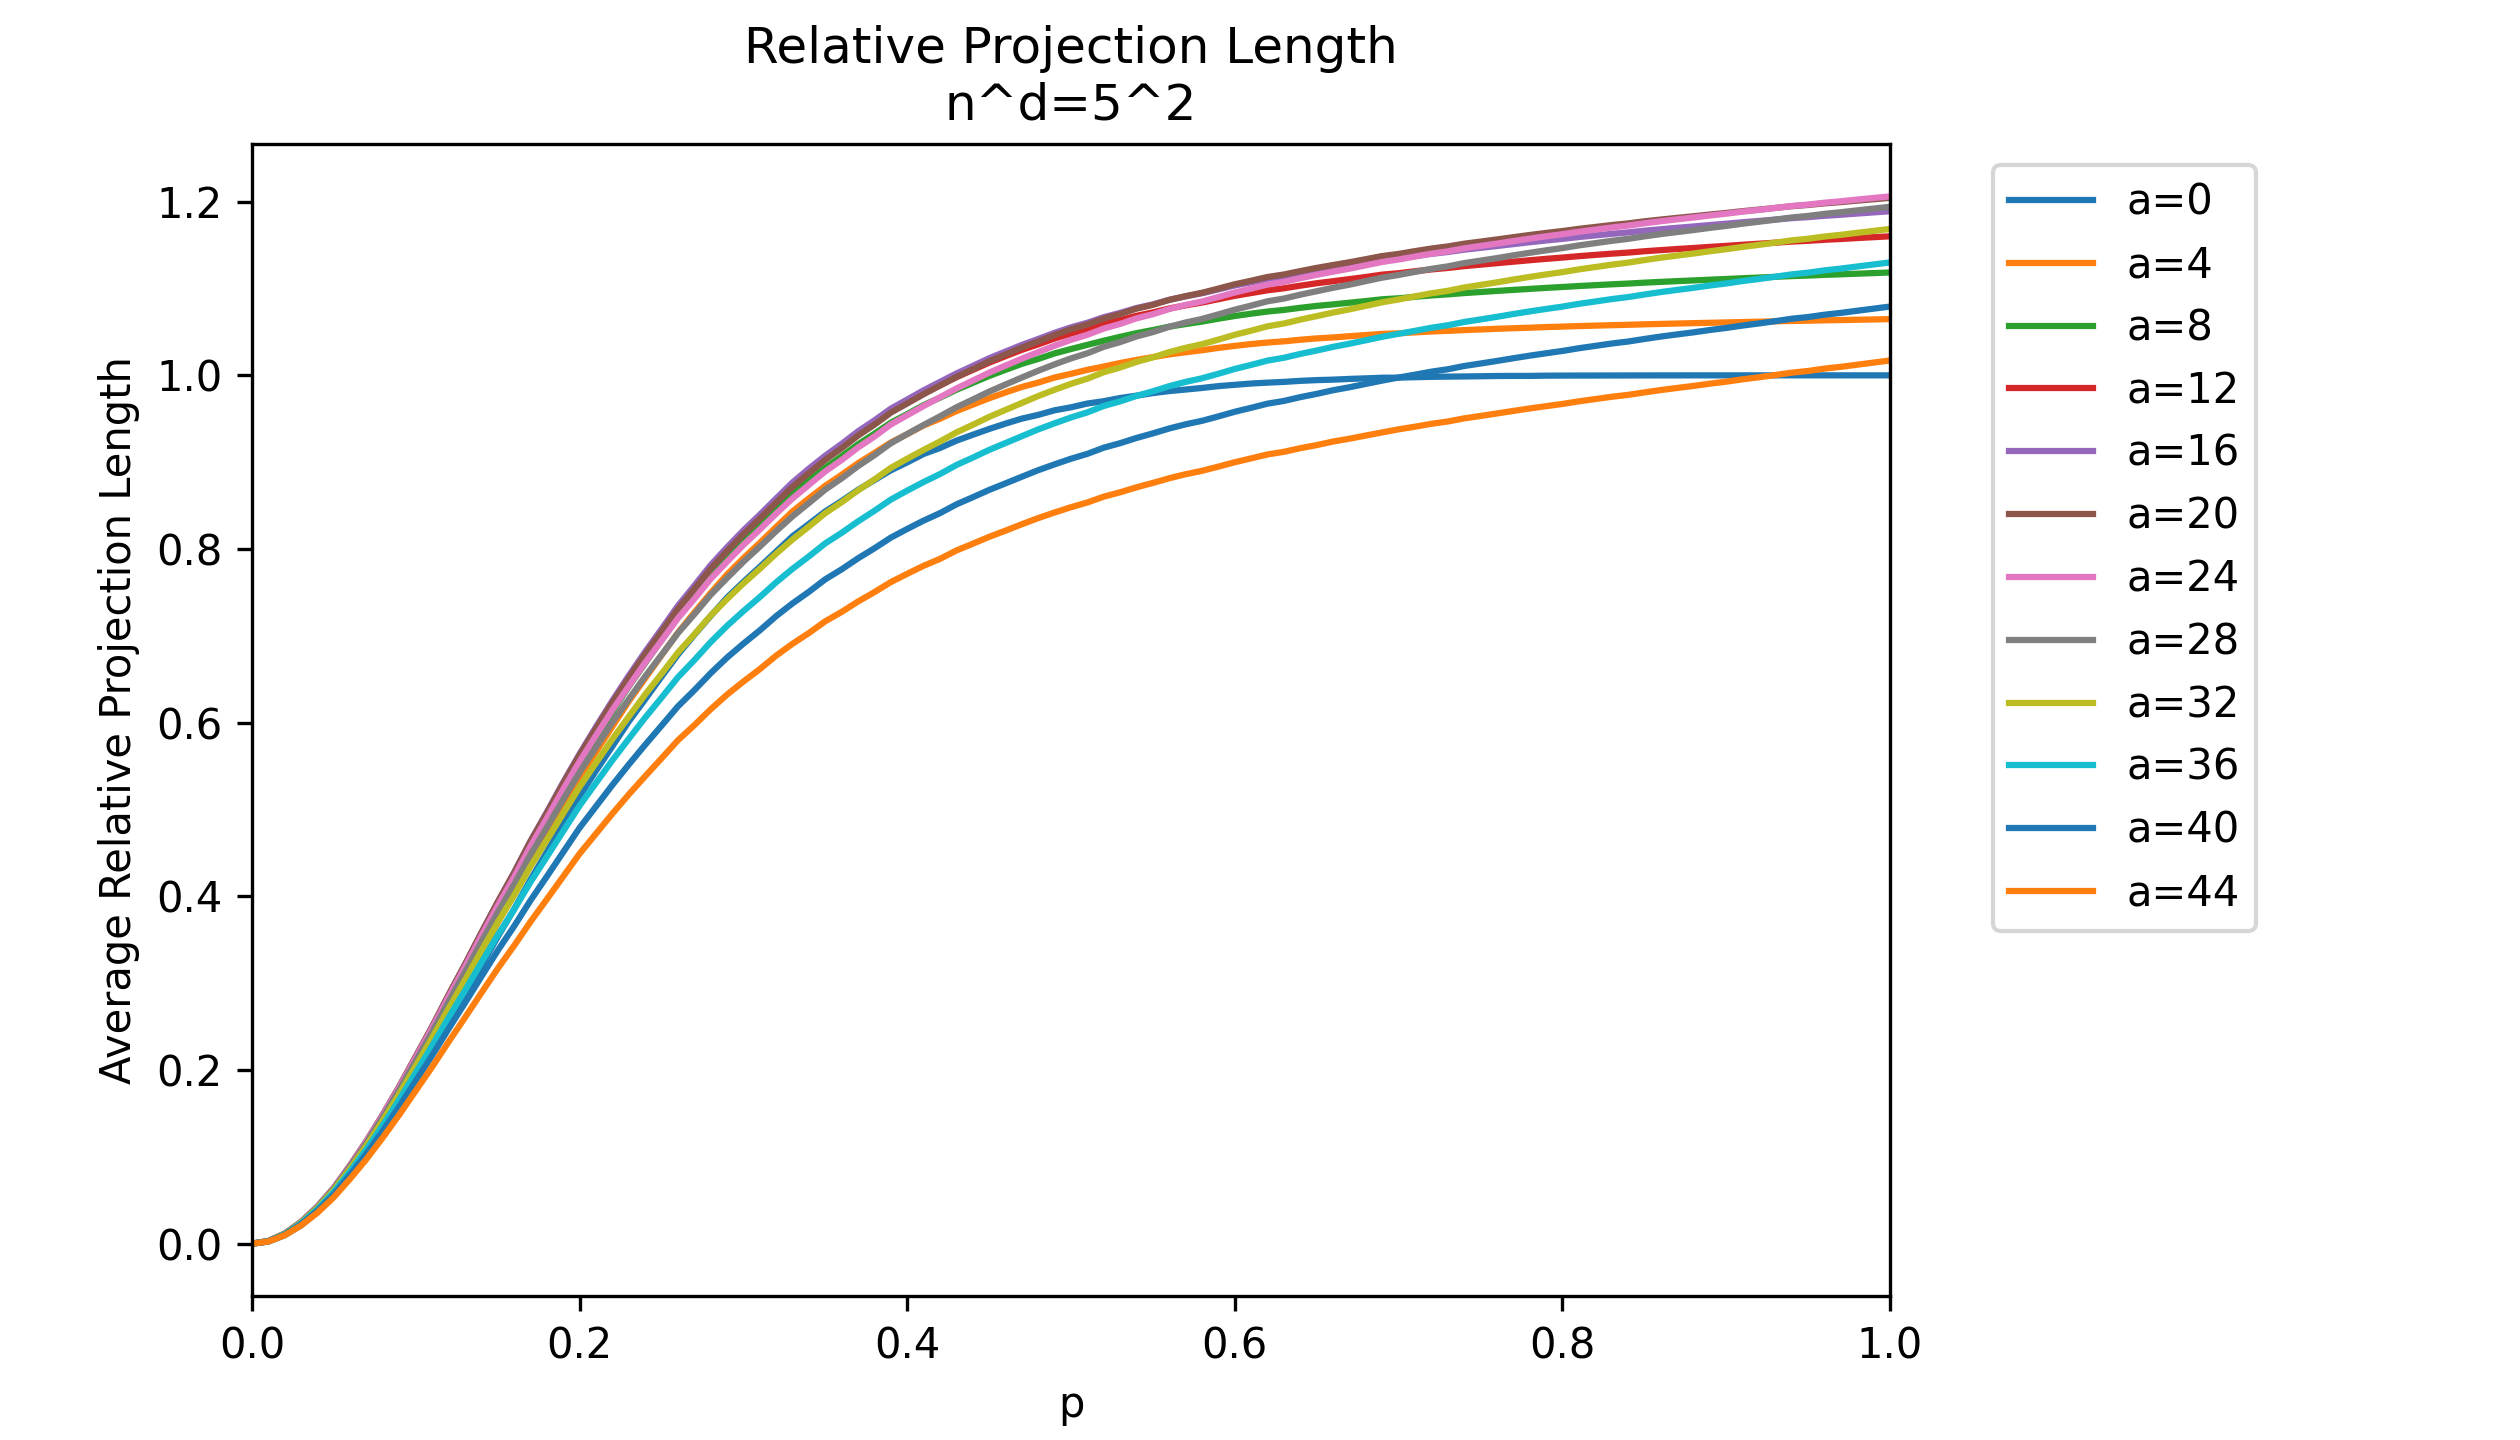 Relative Projection Length
n^d=5^2
Average Relative Projection Length
1.2
1.0
0.8
0.6
0.4
0.2
0.0
0.0 0.2 0.4 0.6 0.8 1.0
p
a=0
a=4
a=8
a=12
a=16
a=20
a=24
a=28
a=32
a=36
a=40
a=44